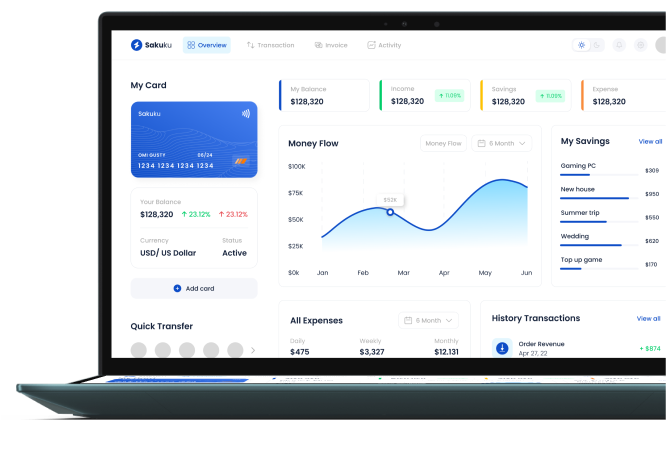 Sakuku
Overview
Transaction
Invoice
Activity
My Card
Sakuku
OMI GUSTY 06/24
1234 1234 1234 1234
Your Balance
$128,320 23.12% 23.12%
Currency Status
USD/ US Dollar Active
Add card
Quick Transfer
My Balance
$128,320
Income
$128,320
11.09%
Savings
$128,320
11.09%
Expense
$128,320
Money Flow
Money Flow
6 Month
$100K
$75K
$50K
$25K
$0k
$92K
Jan Feb Mar Apr May Jun
My Savings View all
Gaming PC
$309
New house
$950
Summer trip
$550
Wedding
$620
Top up game
$170
All Expenses 6 Month
Daily Weekly Monthly
$475 $3,327 $12.131
History Transactions View all
Order Revenue
Apr 27, 22
+ $874